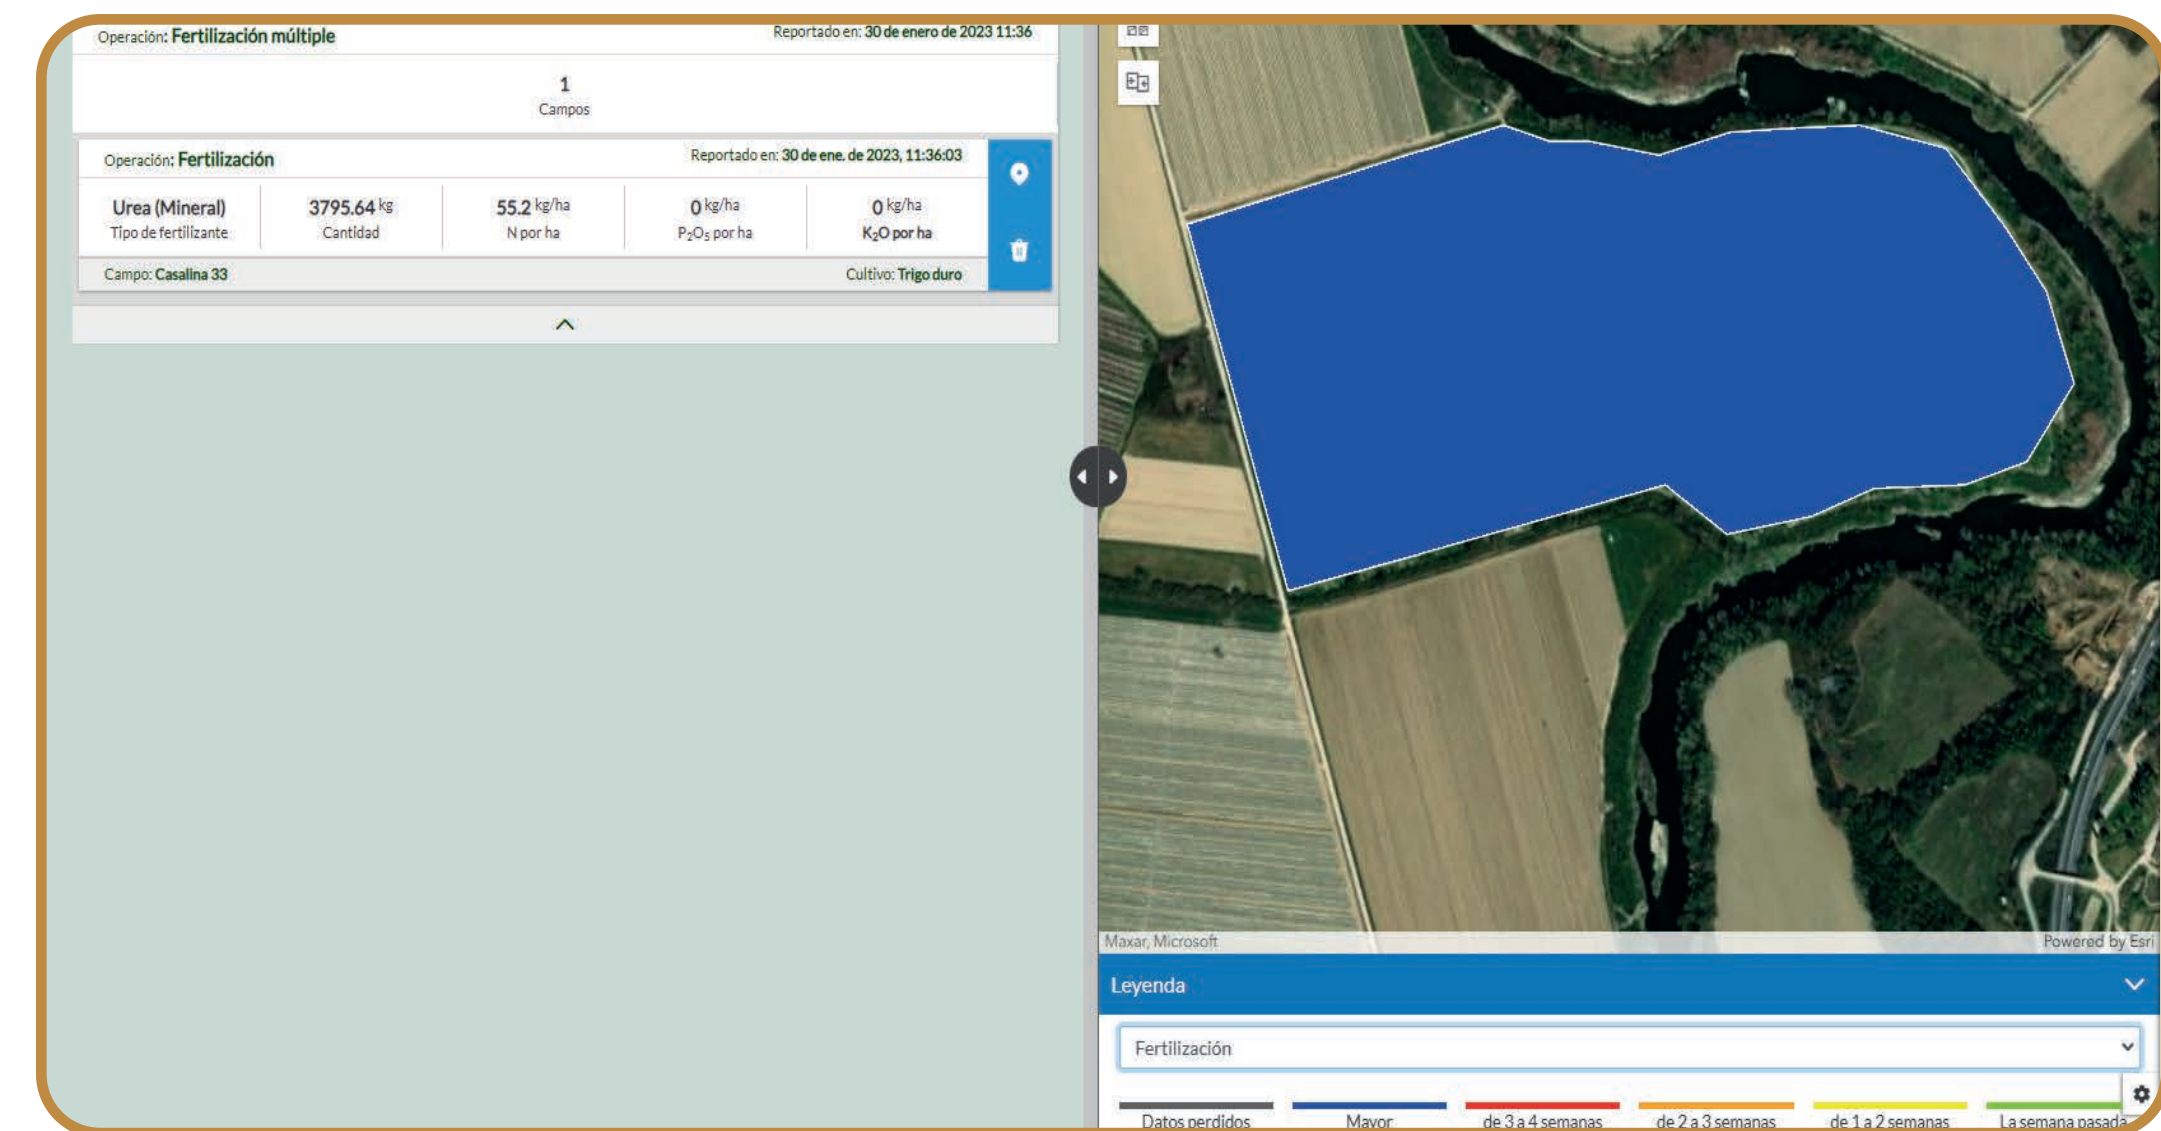 Operación: Fertilización múltiple
Reportado en: 30 de enero de 2023 11:36
1
Campos
Operación: Fertilización
Reportado en: 30 de ene. de 2023, 11:36:03
Urea (Mineral)
Tipo de fertilizante
3795.64 kg
Cantidad
55.2 kg/ha
N por ha
0 kg/ha
P₂O₅ por ha
0 kg/ha
K₂O por ha
Campo: Casalina 33
Cultivo: Trigo duro
Maxar, Microsoft
Powered by Esri
Leyenda
Fertilización
Datos perdidos
Mayor
de 3 a 4 semanas
de 2 a 3 semanas
de 1 a 2 semanas
La semana pasada